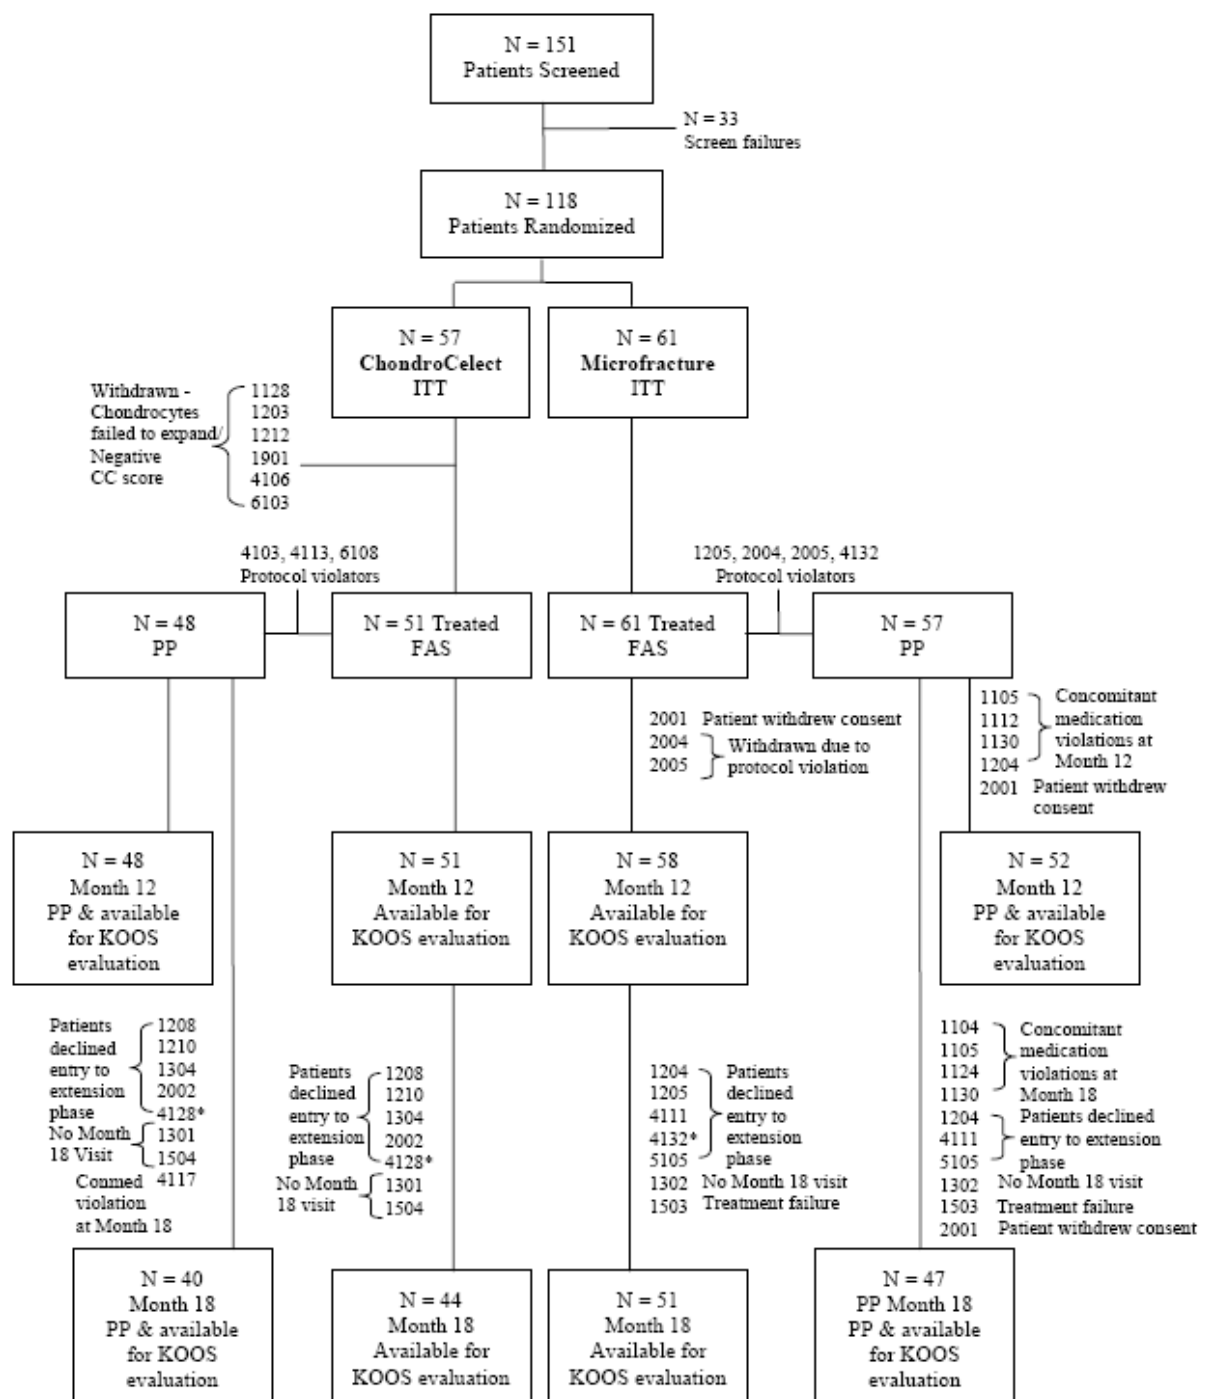 N = 151
Patients Screened
N = 33
Screen failures
N = 118
Patients Randomized
N = 57
ChondroCelect
ITT
N = 61
Microfracture
ITT
Withdrawn -
Chondrocytes
failed to expand/
Negative
CC score
1128
1203
1212
1901
4106
6103
4103, 4113, 6108
Protocol violators
1205, 2004, 2005, 4132
Protocol violators
N = 48
PP
N = 51 Treated
FAS
N = 61 Treated
FAS
N = 57
PP
2001 Patient withdrew consent
2004
2005
Withdrawn due to
protocol violation
1105
1112
1130
1204
Concomitant
medication
violations at
Month 12
2001 Patient withdrew
consent
N = 48
Month 12
PP & available
for KOOS
evaluation
N = 51
Month 12
Available for
KOOS evaluation
N = 58
Month 12
Available for
KOOS evaluation
N = 52
Month 12
PP & available
for KOOS
evaluation
Patients
declined
entry to
extension
phase
1208
1210
1304
2002
4128*
No Month
18 Visit
1301
1504
Conmed
violation
at Month 18
4117
Patients
declined
entry to
extension
phase
1208
1210
1304
2002
4128*
No Month
18 visit
1301
1504
1204
1205
4111
4132*
5105
Patients
declined
entry to
extension
phase
1302 No Month 18 visit
1503 Treatment failure
1104
1105
1124
1130
Concomitant
medication
violations at
Month 18
1204
4111
5105
Patients declined
entry to extension
phase
1302 No Month 18 visit
1503 Treatment failure
2001 Patient withdrew consent
N = 40
Month 18
PP & available
for KOOS
evaluation
N = 44
Month 18
Available for
KOOS evaluation
N = 51
Month 18
Available for
KOOS evaluation
N = 47
PP Month 18
PP & available
for KOOS
evaluation